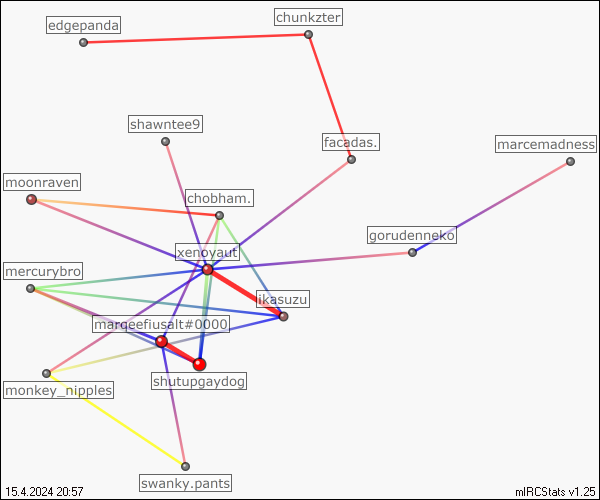 chunkzter
edgepanda
shawntee9
facadas.
marcemadness
moonraven
chobham.
gorudenneko
xenoyaut
mercurybro
ikasuzu
marqeefiusalt#0000
shutupgaydog
monkey_nipples
swanky.pants
15.4.2024 20:57
mIRCStats v1.25